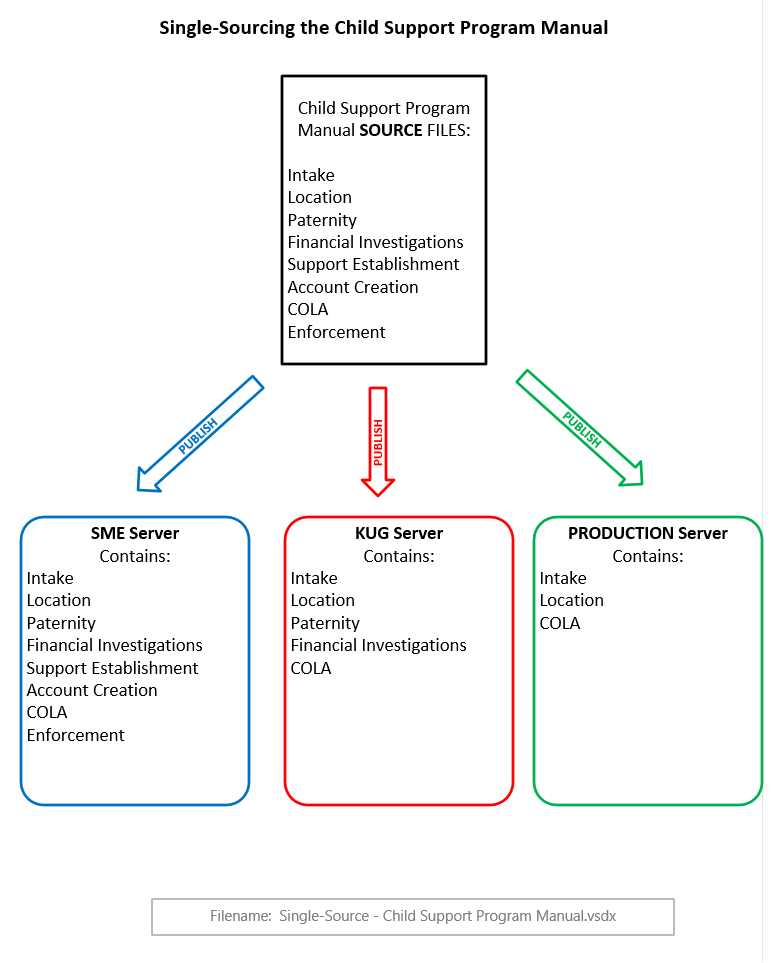 Single-Sourcing the Child Support Program Manual
Child Support Program
Manual SOURCE FILES:
Intake
Location
Paternity
Financial Investigations
Support Establishment
Account Creation
COLA
Enforcement
PUBLISH
PUBLISH
PUBLISH
SME Server
Contains:
Intake
Location
Paternity
Financial Investigations
Support Establishment
Account Creation
COLA
Enforcement
KUG Server
Contains:
Intake
Location
Paternity
Financial Investigations
COLA
PRODUCTION Server
Contains:
Intake
Location
COLA
Filename:  Single-Source - Child Support Program Manual.vsdx